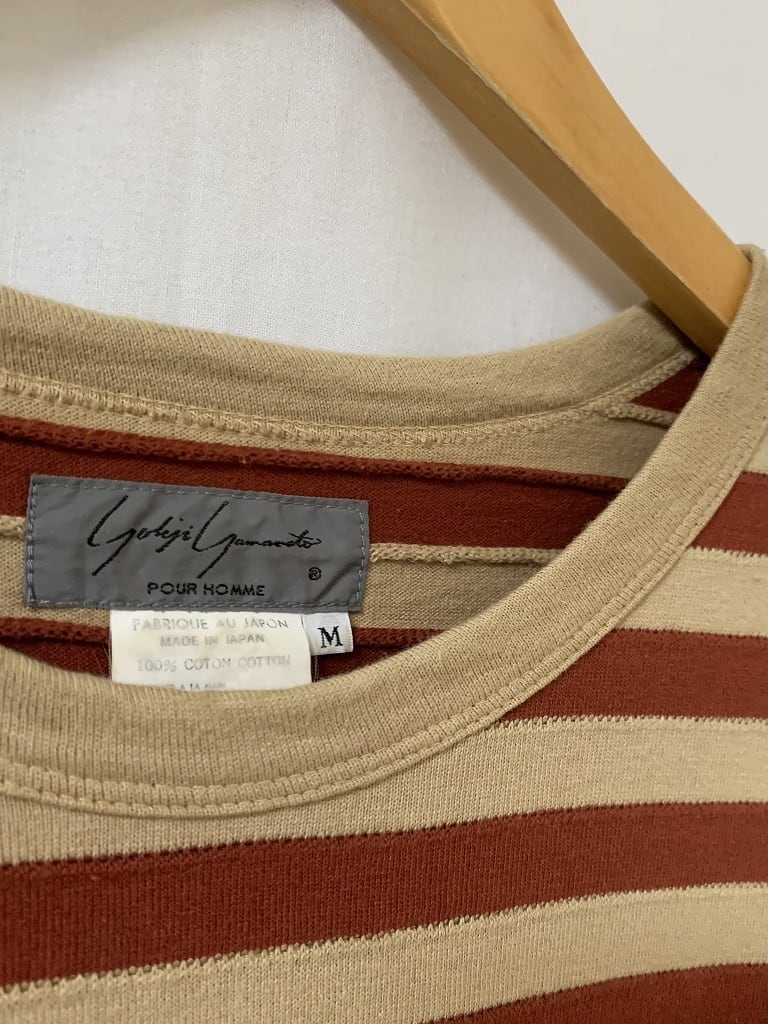 Yohji Yamamoto
®
POUR HOMME
FABRIQUE AU JAPON
MADE IN JAPAN
M
100% COTON COTTON